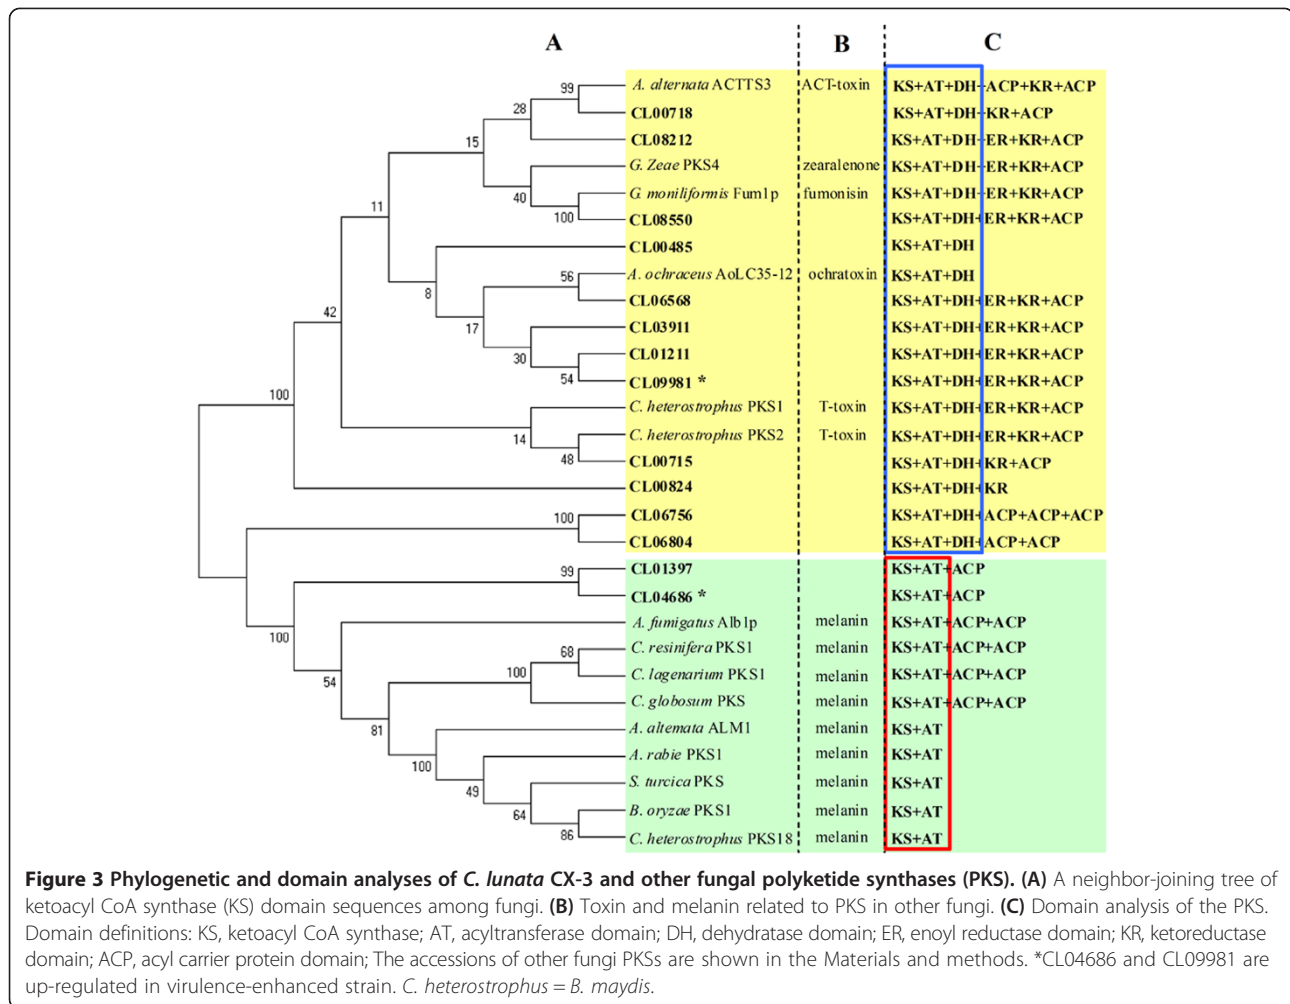 A B C
99 A. alternata ACTTS3 ACT-toxin KS+AT+DH+ACP+KR+ACP
28 CL00718 KS+AT+DH+KR+ACP
15 CL08212 KS+AT+DH+ER+KR+ACP
G. Zeae PKS4 zearalenone KS+AT+DH+ER+KR+ACP
40 G. moniliformis Fum1p fumonisin KS+AT+DH+ER+KR+ACP
11 100 CL08550 KS+AT+DH+ER+KR+ACP
CL00485 KS+AT+DH
56 A. ochraceus AoLC35-12 ochratoxin KS+AT+DH
8 CL06568 KS+AT+DH+ER+KR+ACP
42 17 CL03911 KS+AT+DH+ER+KR+ACP
30 CL01211 KS+AT+DH+ER+KR+ACP
54 CL09981 * KS+AT+DH+ER+KR+ACP
100 C. heterostrophus PKS1 T-toxin KS+AT+DH+ER+KR+ACP
14 C. heterostrophus PKS2 T-toxin KS+AT+DH+ER+KR+ACP
48 CL00715 KS+AT+DH+KR+ACP
CL00824 KS+AT+DH+KR
100 CL06756 KS+AT+DH+ACP+ACP+ACP
CL06804 KS+AT+DH+ACP+ACP
99 CL01397 KS+AT+ACP
CL04686 * KS+AT+ACP
100 A. fumigatus Alb1p melanin KS+AT+ACP+ACP
68 C. resinifera PKS1 melanin KS+AT+ACP+ACP
54 100 C. lagenarium PKS1 melanin KS+AT+ACP+ACP
C. globosum PKS melanin KS+AT+ACP+ACP
81 A. altemata ALM1 melanin KS+AT
100 A. rabie PKS1 melanin KS+AT
49 S. turcica PKS melanin KS+AT
64 B. oryzae PKS1 melanin KS+AT
86 C. heterostrophus PKS18 melanin KS+AT
Figure 3 Phylogenetic and domain analyses of C. lunata CX-3 and other fungal polyketide synthases (PKS). (A) A neighbor-joining tree of
ketoacyl CoA synthase (KS) domain sequences among fungi. (B) Toxin and melanin related to PKS in other fungi. (C) Domain analysis of the PKS.
Domain definitions: KS, ketoacyl CoA synthase; AT, acyltransferase domain; DH, dehydratase domain; ER, enoyl reductase domain; KR, ketoreductase
domain; ACP, acyl carrier protein domain; The accessions of other fungi PKSs are shown in the Materials and methods. *CL04686 and CL09981 are
up-regulated in virulence-enhanced strain. C. heterostrophus = B. maydis.